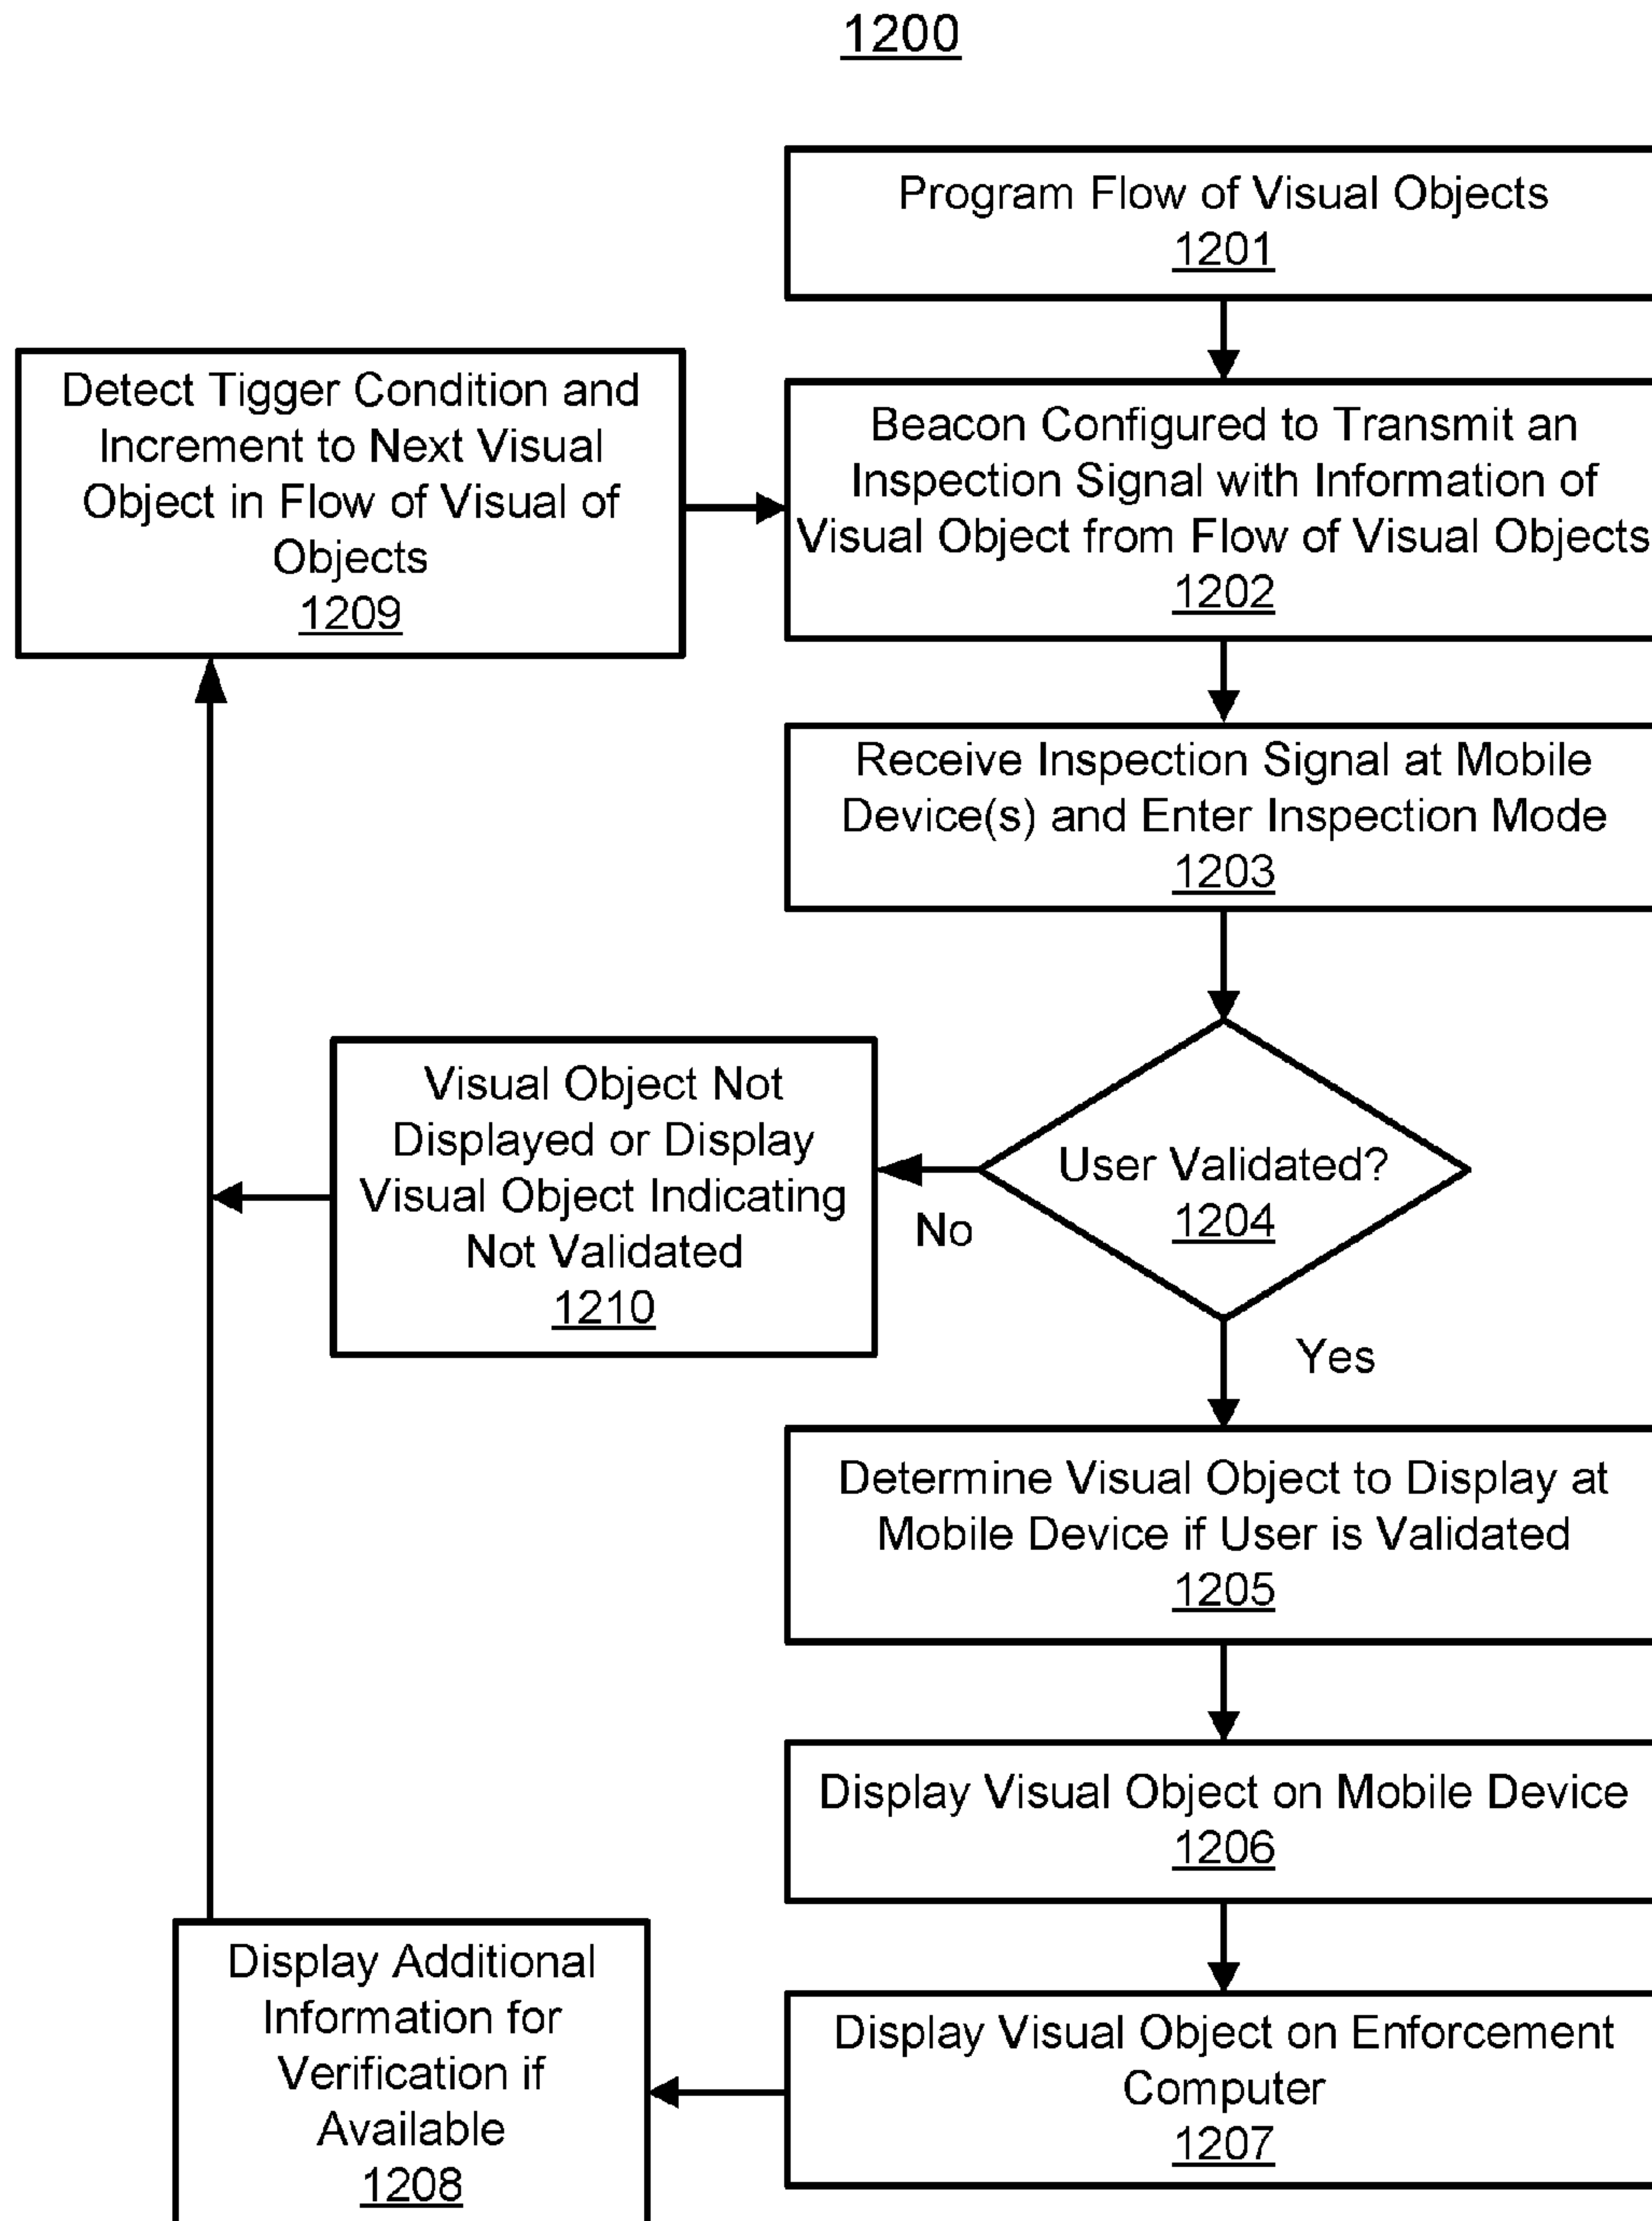 1200
Program Flow of Visual Objects
1201
Detect Tigger Condition and
Increment to Next Visual
Object in Flow of Visual of
Objects
1209
Beacon Configured to Transmit an
Inspection Signal with Information of
Visual Object from Flow of Visual Objects
1202
Receive Inspection Signal at Mobile
Device(s) and Enter Inspection Mode
1203
Visual Object Not
Displayed or Display
Visual Object Indicating
Not Validated
1210
No
User Validated?
1204
Yes
Determine Visual Object to Display at
Mobile Device if User is Validated
1205
Display Visual Object on Mobile Device
1206
Display Visual Object on Enforcement
Computer
1207
Display Additional
Information for
Verification if
Available
1208